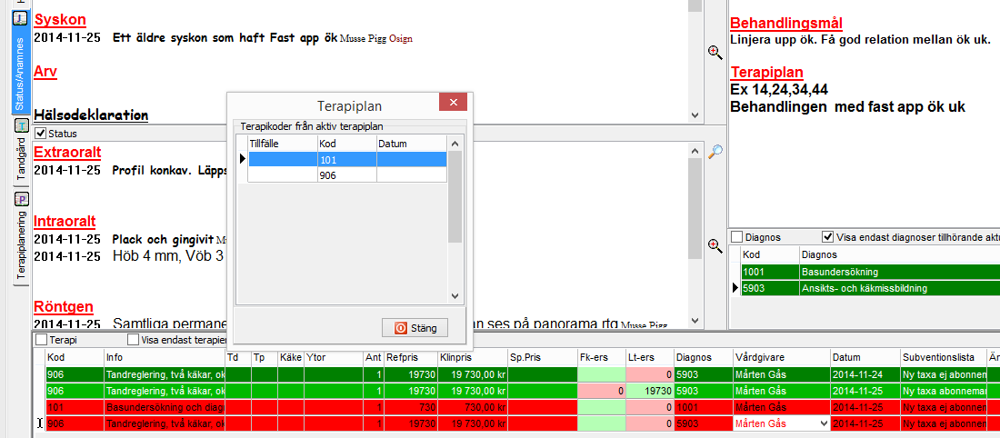 Status/Anamnes
Tandgård
Terapiplanering
Syskon
2014-11-25 Ett äldre syskon som haft Fast app ök Musse Pigg Osign
Arv
Hälsodeklaration
Status
Extraoralt
2014-11-25 Profil konkav. Läpps
Intraoralt
2014-11-25 Plack och gingivit Mu
2014-11-25 Höb 4 mm, Vöb 3
Röntgen
2014-11-25 Samtliga permane an ses på panorama rtg Musse Pigg
Terapiplan
Terapikoder från aktiv terapiplan
Tillfälle Kod Datum
101
906
Stäng
Behandlingsmål
Linjera upp ök. Få god relation mellan ök uk.
Terapiplan
Ex 14,24,34,44
Behandlingen med fast app ök uk
Diagnos Visa endast diagnoser tillhörande aktu
Kod Diagnos
1001 Basundersökning
5903 Ansikts- och käkmissbildning
Terapi Visa endast terapier
Kod Info Td Tp Käke Ytor Ant Refpris Klinpris Sp.Pris Fk-ers Lt-ers Diagnos Vårdgivare Datum Subventionslista Är
906 Tandreglering, två käkar, ok 1 19730 19 730,00 kr 0 5903 Mårten Gås 2014-11-24 Ny taxa ej abonnem
906 Tandreglering, två käkar, ok 1 19730 19 730,00 kr 0 19730 5903 Mårten Gås 2014-11-25 Ny taxa abonnemar
101 Basundersökning och diag 1 730 730,00 kr 0 1001 Mårten Gås 2014-11-25 Ny taxa ej abonnem
906 Tandreglering, två käkar, ok 1 19730 19 730,00 kr 0 5903 Mårten Gås 2014-11-25 Ny taxa ej abonnem